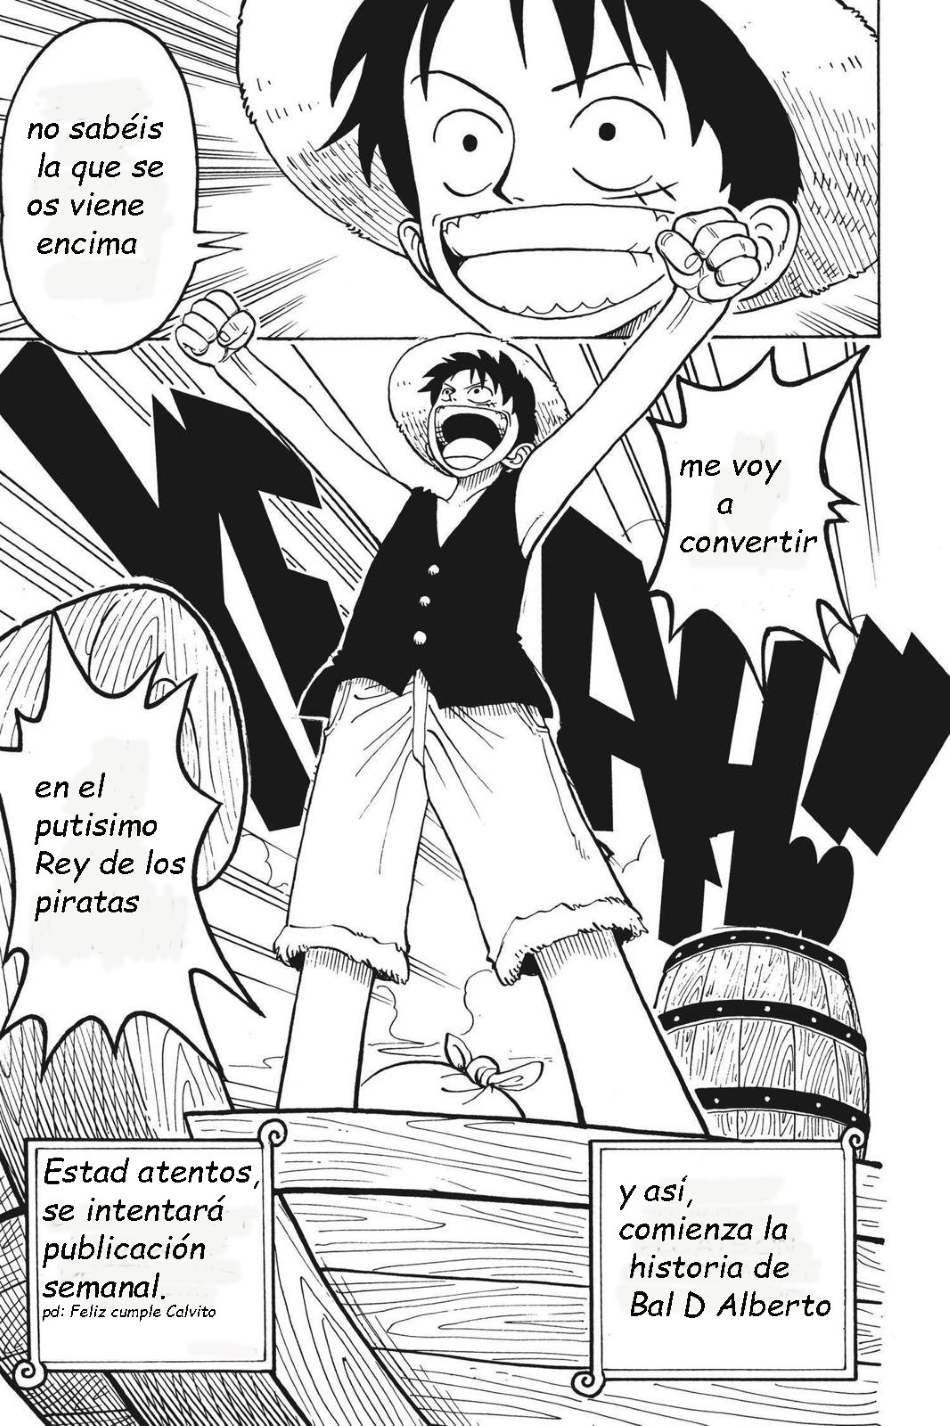 no sabéis
la que se
os viene
encima
me voy
a
convertir
en el
putisimo
Rey de los
piratas
YEAH!
y así,
comienza la
historia de
Bal D Alberto
Estad atentos,
se intentará
publicación
semanal.
pd: Feliz cumple Calvito